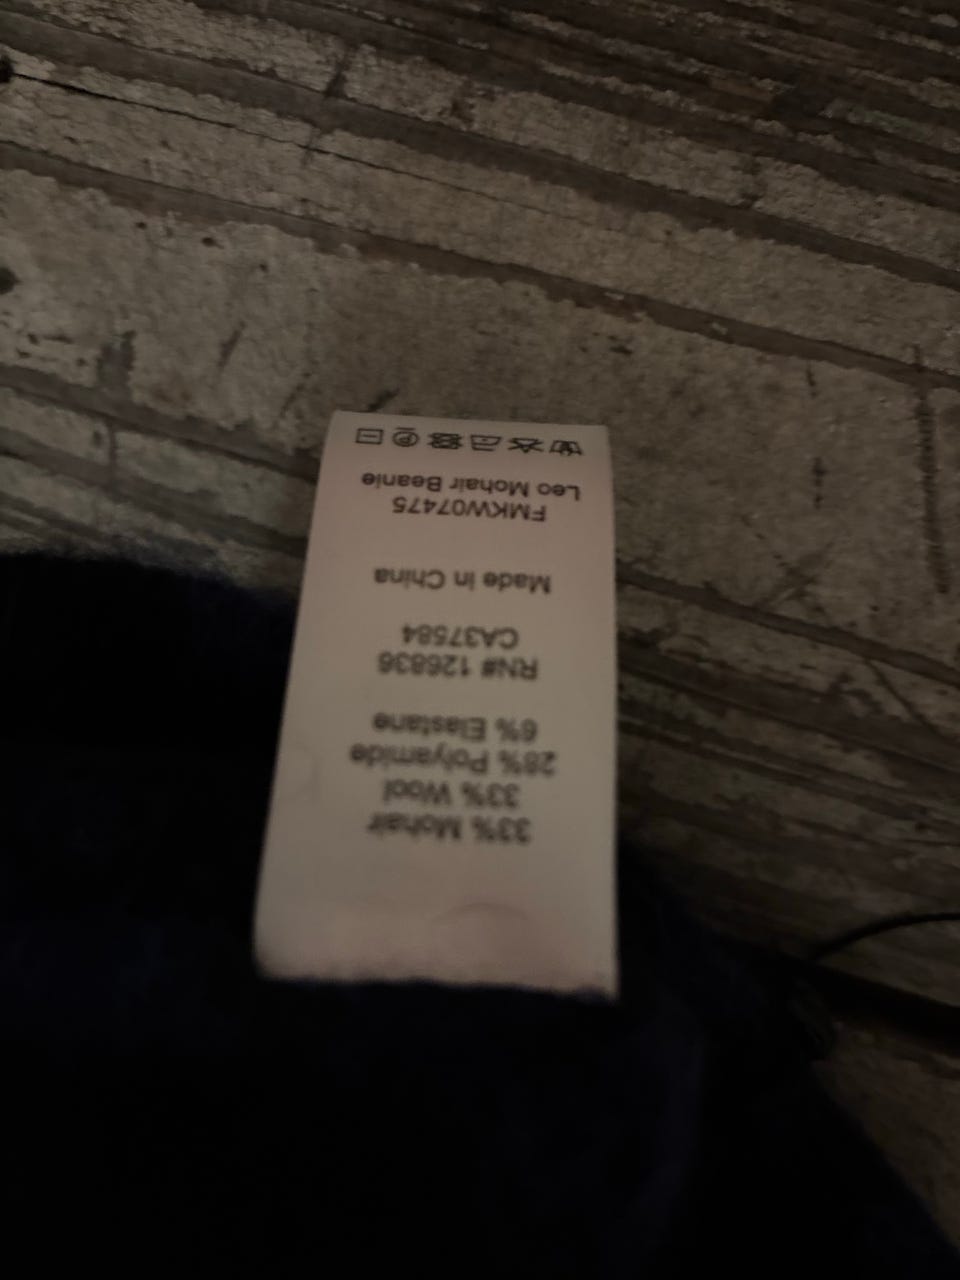 33% Mohair
33% Wool
28% Polyamide
6% Elastane
RN# 126836
CA37584
Made in China
FMKW07475
Leo Mohair Beanie